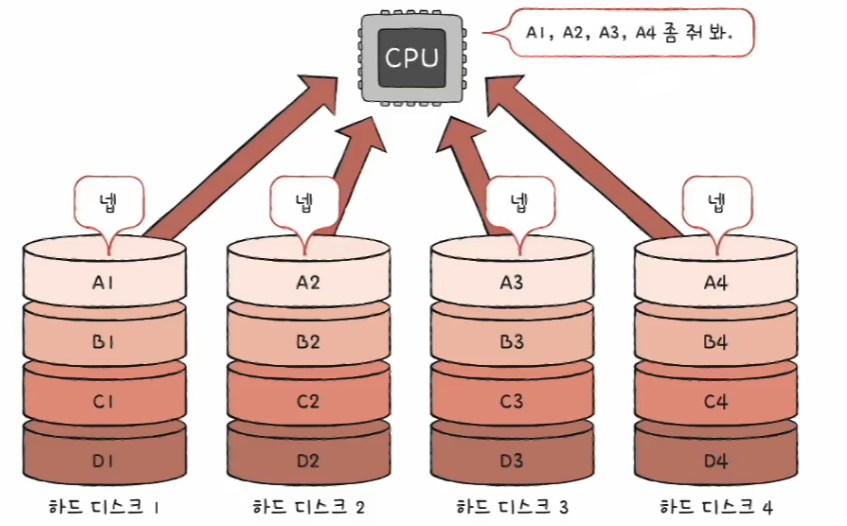 CPU
A1, A2, A3, A4 좀 줘 봐.
넵 넵 넵 넵
A1 A2 A3 A4
B1 B2 B3 B4
C1 C2 C3 C4
D1 D2 D3 D4
하드 디스크 1 하드 디스크 2 하드 디스크 3 하드 디스크 4